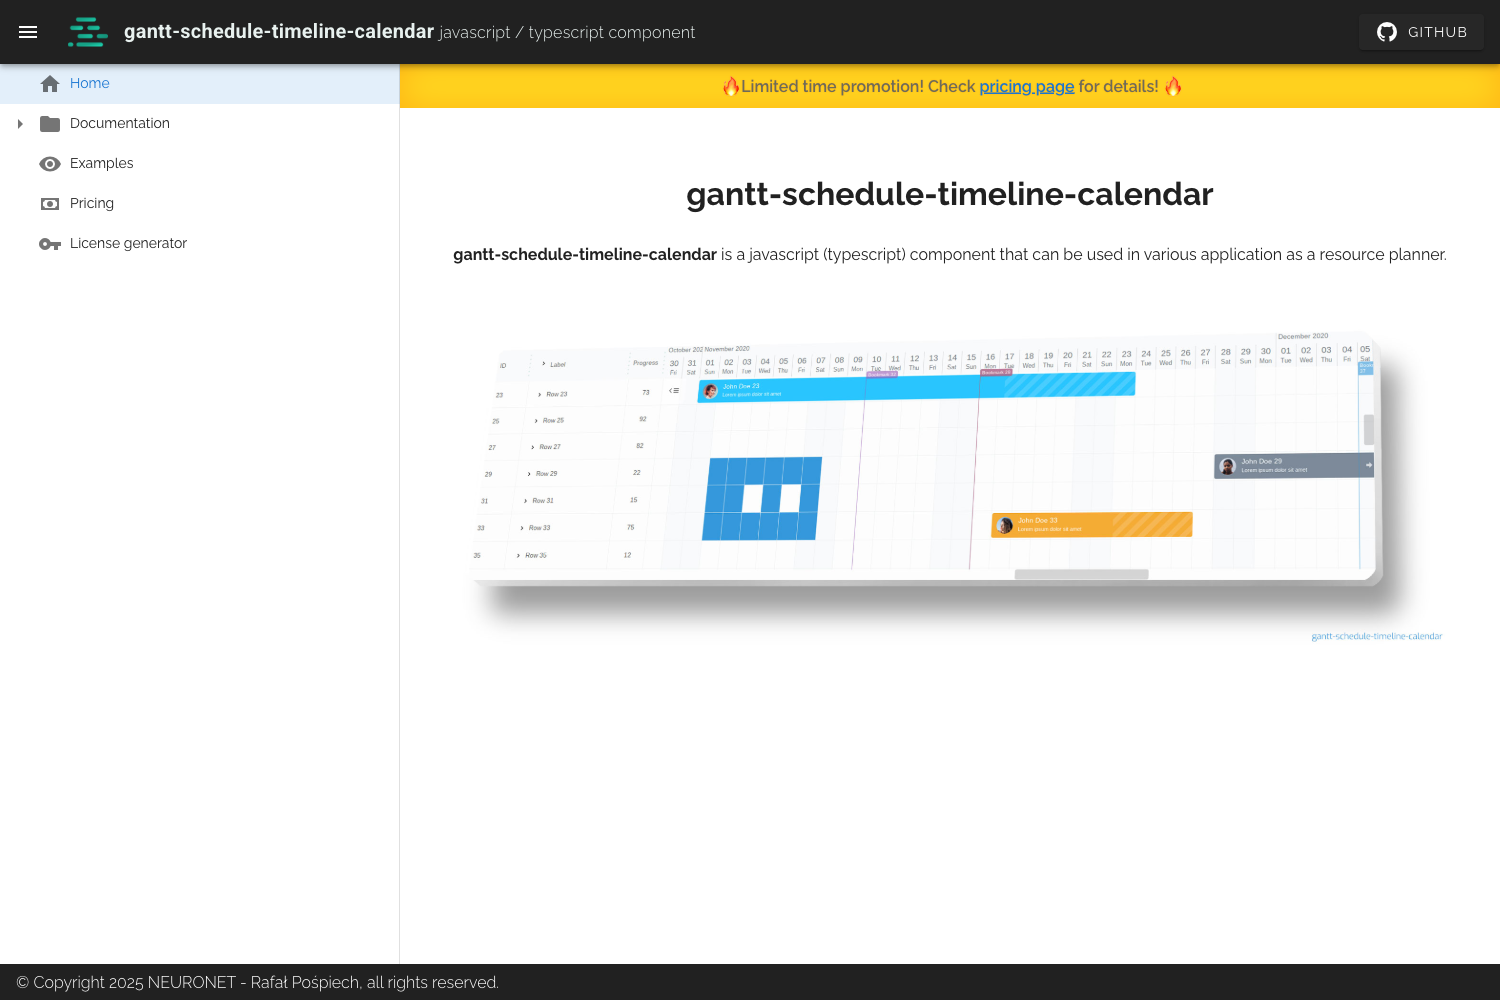 gantt-schedule-timeline-calendar javascript / typescript component
GITHUB
Home
Documentation
Examples
Pricing
License generator
🔥Limited time promotion! Check pricing page for details! 🔥
gantt-schedule-timeline-calendar
gantt-schedule-timeline-calendar is a javascript (typescript) component that can be used in various application as a resource planner.
October 202 November 2020 December 2020
ID Label Progress
30 31 01 02 03 04 05 06 07 08 09 10 11 12 13 14 15 16 17 18 19 20 21 22 23 24 25 26 27 28 29 30 01 02 03 04 05
Fri Sat Sun Mon Tue Wed Thu Fri Sat Sun Mon Tue Wed Thu Fri Sat Sun Mon Tue Wed Thu Fri Sat Sun Mon Tue Wed Thu Fri Sat Sun Mon Tue Wed Thu Fri Sat
23 Row 23 73
John Doe 23
Lorem ipsum dolor sit amet
25 Row 25 92
27 Row 27 82
29 Row 29 22
John Doe 29
Lorem ipsum dolor sit amet
31 Row 31 15
33 Row 33 75
John Doe 33
Lorem ipsum dolor sit amet
35 Row 35 12
gantt-schedule-timeline-calendar
© Copyright 2025 NEURONET - Rafał Pośpiech, all rights reserved.